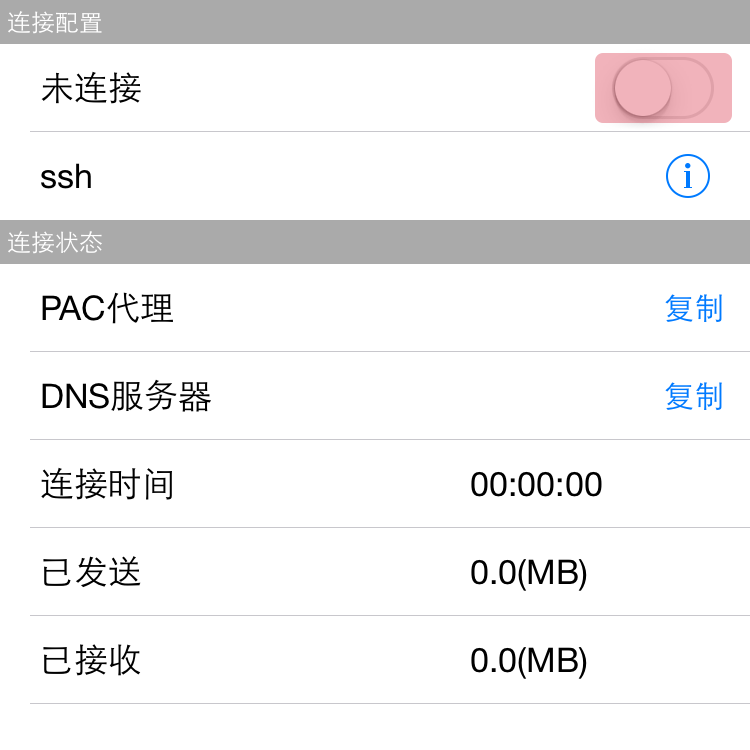 连接配置
未连接
ssh
连接状态
PAC代理 复制
DNS服务器 复制
连接时间 00:00:00
已发送 0.0(MB)
已接收 0.0(MB)